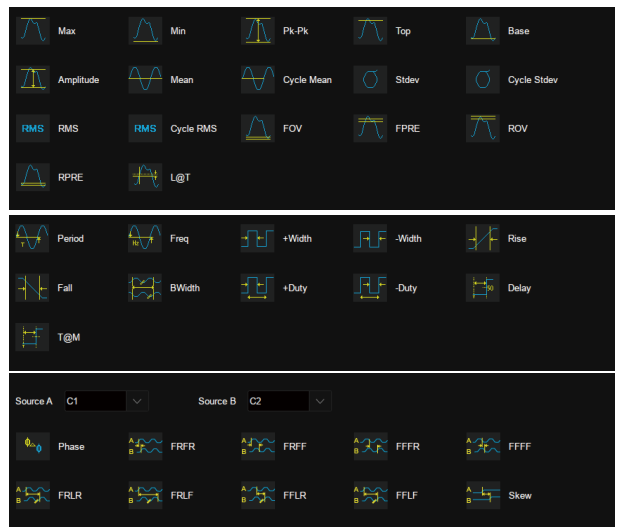 Max Min Pk-Pk Top Base
Amplitude Mean Cycle Mean Stdev Cycle Stdev
RMS RMS RMS Cycle RMS FOV FPRE ROV
RPRE L@T
T Period Hz Freq +Width -Width Rise
Fall BWidth +Duty -Duty 50 Delay
T@M
Source A C1 Source B C2
Phase A B FRFR A B FRFF A B FFFR A B FFFF
A B FRLR A B FRLF A B FFLR A B FFLF A B Skew